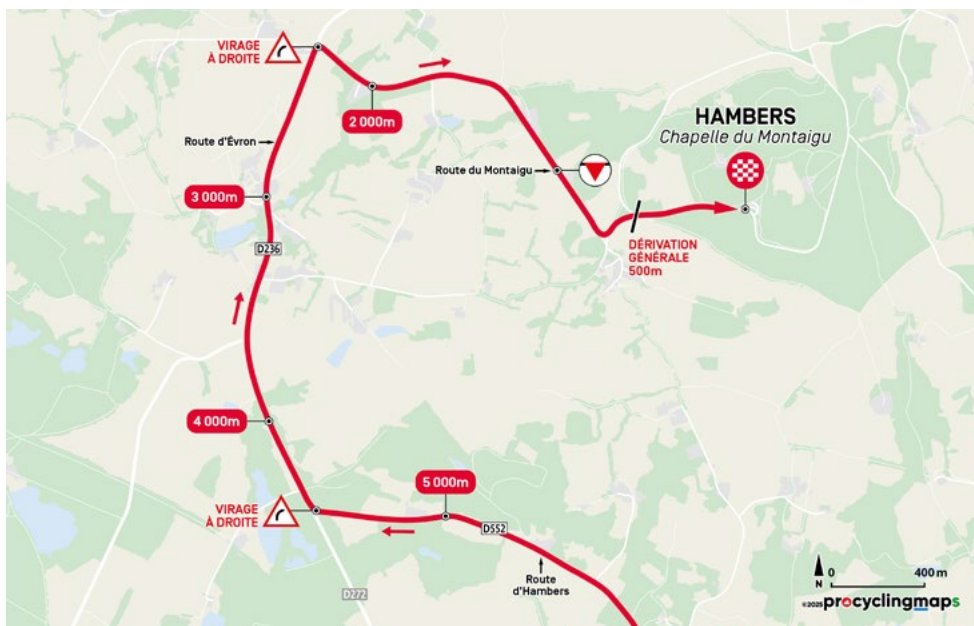 VIRAGE
À DROITE
2 000m
HAMBERS
Chapelle du Montaigu
Route d'Évron
Route du Montaigu
3 000m
DÉRIVATION
GÉNÉRALE
500m
D236
4 000m
5 000m
VIRAGE
À DROITE
D552
Route
d'Hambers
D272
N
0 400 m
©2025 procyclingmaps